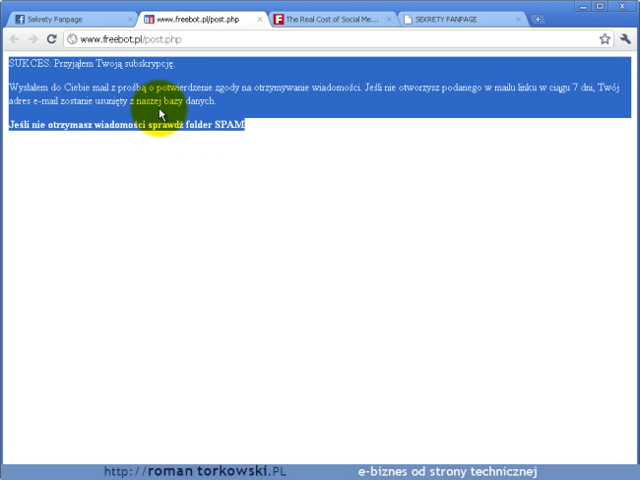 Sekrety Fanpage
www.freebot.pl/post.php
The Real Cost of Social Me...
SEKRETY FANPAGE
www.freebot.pl/post.php
SUKCES. Przyjąłem Twoją subskrypcję.
Wysłałem do Ciebie mail z prośbą o potwierdzenie zgody na otrzymywanie wiadomości. Jeśli nie otworzysz podanego w mailu linku w ciągu 7 dni, Twój
adres e-mail zostanie usunięty z naszej bazy danych.
Jeśli nie otrzymasz wiadomości sprawdź folder SPAM
http://roman torkowski.PL
e-biznes od strony technicznej